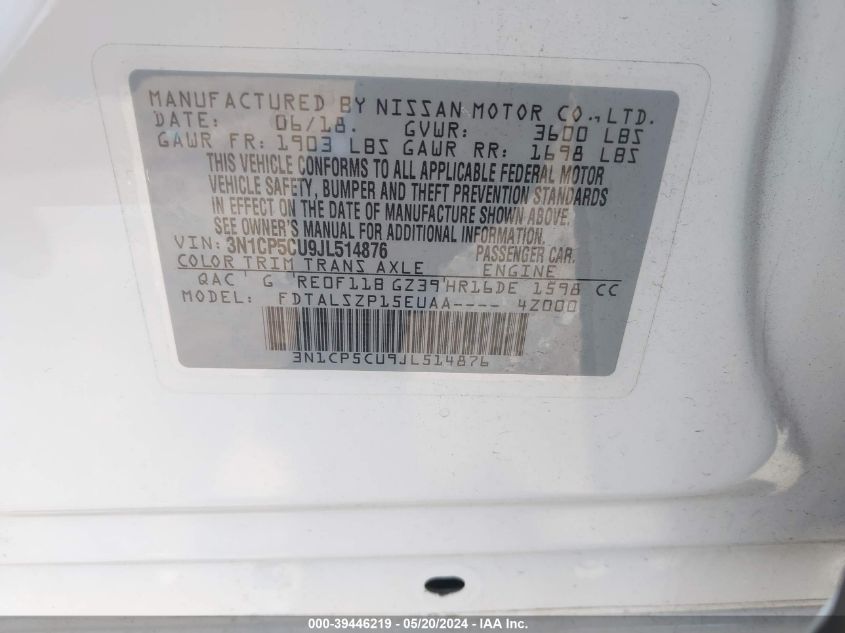 MANUFACTURED BY NISSAN MOTOR CO., LTD.
DATE: 06/18. GVWR: 3600 LBS
GAWR FR: 1903 LBS GAWR RR: 1698 LBS
THIS VEHICLE CONFORMS TO ALL APPLICABLE FEDERAL MOTOR
VEHICLE SAFETY, BUMPER AND THEFT PREVENTION STANDARDS
IN EFFECT ON THE DATE OF MANUFACTURE SHOWN ABOVE.
SEE OWNER'S MANUAL FOR ADDITIONAL INFORMATION.
VIN: 3N1CP5CU9JL514876 PASSENGER CAR.
COLOR TRIM TRANS AXLE ENGINE
QAC ' G 'RE0F11B GZ39'HR16DE 1598 CC
MODEL: FDTALSZP15EUAA---- 4Z000
3N1CP5CU9JL514876
000-39446219 — 05/20/2024 — IAA Inc.